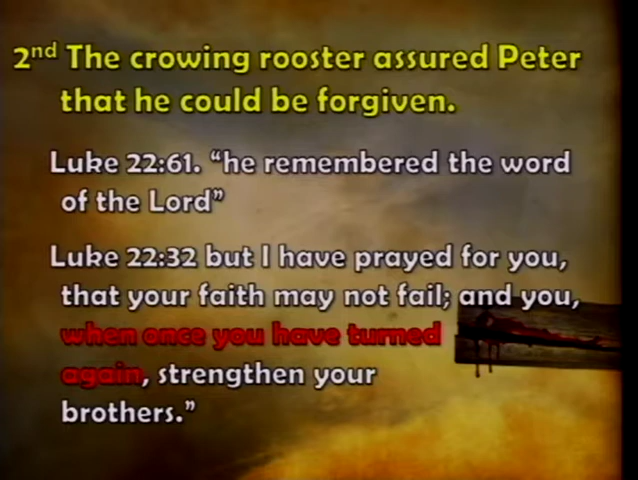 2nd The crowing rooster assured Peter
that he could be forgiven.
Luke 22:61. “he remembered the word
of the Lord”
Luke 22:32 but I have prayed for you,
that your faith may not fail; and you,
when once you have turned
again, strengthen your
brothers.”